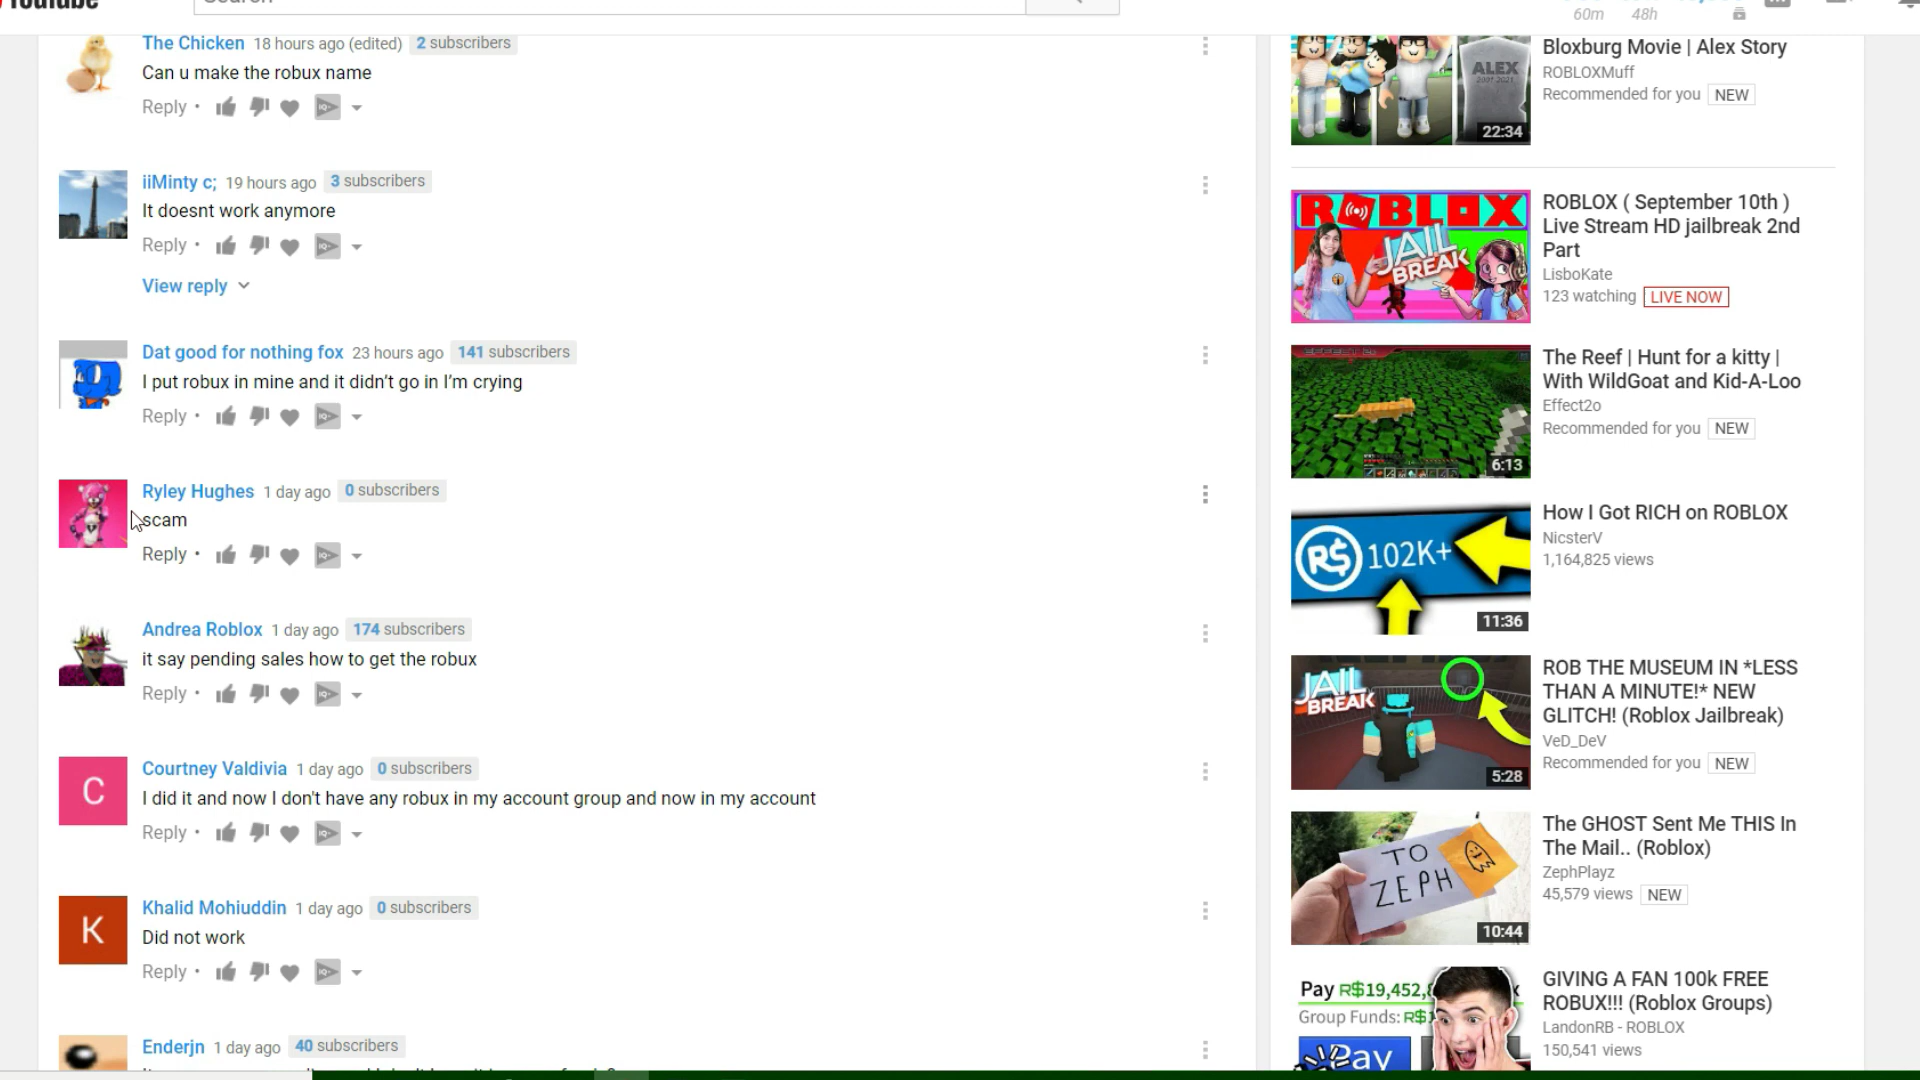 YouTube
Search
60m 48h
The Chicken 18 hours ago (edited) 2 subscribers
Can u make the robux name
Reply •
iiMinty c; 19 hours ago 3 subscribers
It doesnt work anymore
Reply •
View reply
Dat good for nothing fox 23 hours ago 141 subscribers
I put robux in mine and it didn’t go in I’m crying
Reply •
Ryley Hughes 1 day ago 0 subscribers
scam
Reply •
Andrea Roblox 1 day ago 174 subscribers
it say pending sales how to get the robux
Reply •
C
Courtney Valdivia 1 day ago 0 subscribers
I did it and now I don't have any robux in my account group and now in my account
Reply •
K
Khalid Mohiuddin 1 day ago 0 subscribers
Did not work
Reply •
Enderjn 1 day ago 40 subscribers
ALEX
22:34
Bloxburg Movie | Alex Story
ROBLOXMuff
Recommended for you NEW
ROBLOX
JAIL
BREAK
ROBLOX ( September 10th )
Live Stream HD jailbreak 2nd
Part
LisboKate
123 watching LIVE NOW
6:13
The Reef | Hunt for a kitty |
With WildGoat and Kid-A-Loo
Effect2o
Recommended for you NEW
R$ 102K+
11:36
How I Got RICH on ROBLOX
NicsterV
1,164,825 views
JAIL
BREAK
5:28
ROB THE MUSEUM IN *LESS
THAN A MINUTE!* NEW
GLITCH! (Roblox Jailbreak)
VeD_DeV
Recommended for you NEW
TO
ZEPH
10:44
The GHOST Sent Me THIS In
The Mail.. (Roblox)
ZephPlayz
45,579 views NEW
Pay R$19,452,
Group Funds: R$
Pay
GIVING A FAN 100k FREE
ROBUX!!! (Roblox Groups)
LandonRB - ROBLOX
150,541 views